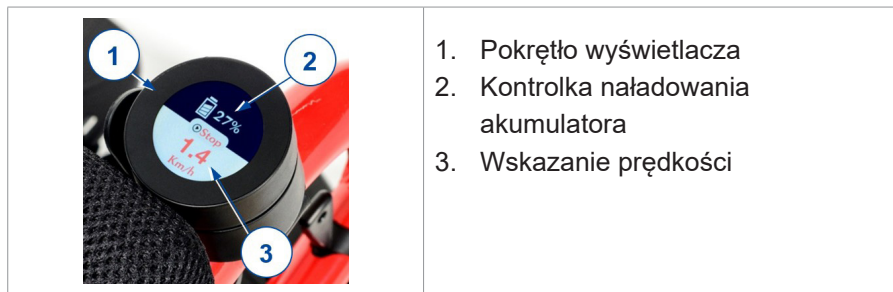 1
2
27%
Stop
1.4
Km/h
3
1. Pokrętło wyświetlacza
2. Kontrolka naładowania
akumulatora
3. Wskazanie prędkości